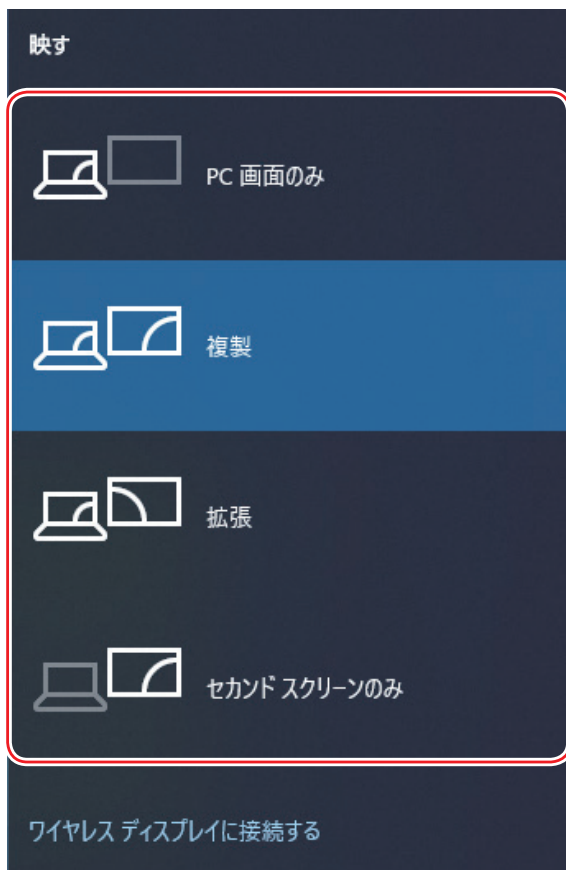 映す
PC 画面のみ
複製
拡張
セカンド スクリーンのみ
ワイヤレス ディスプレイに接続する